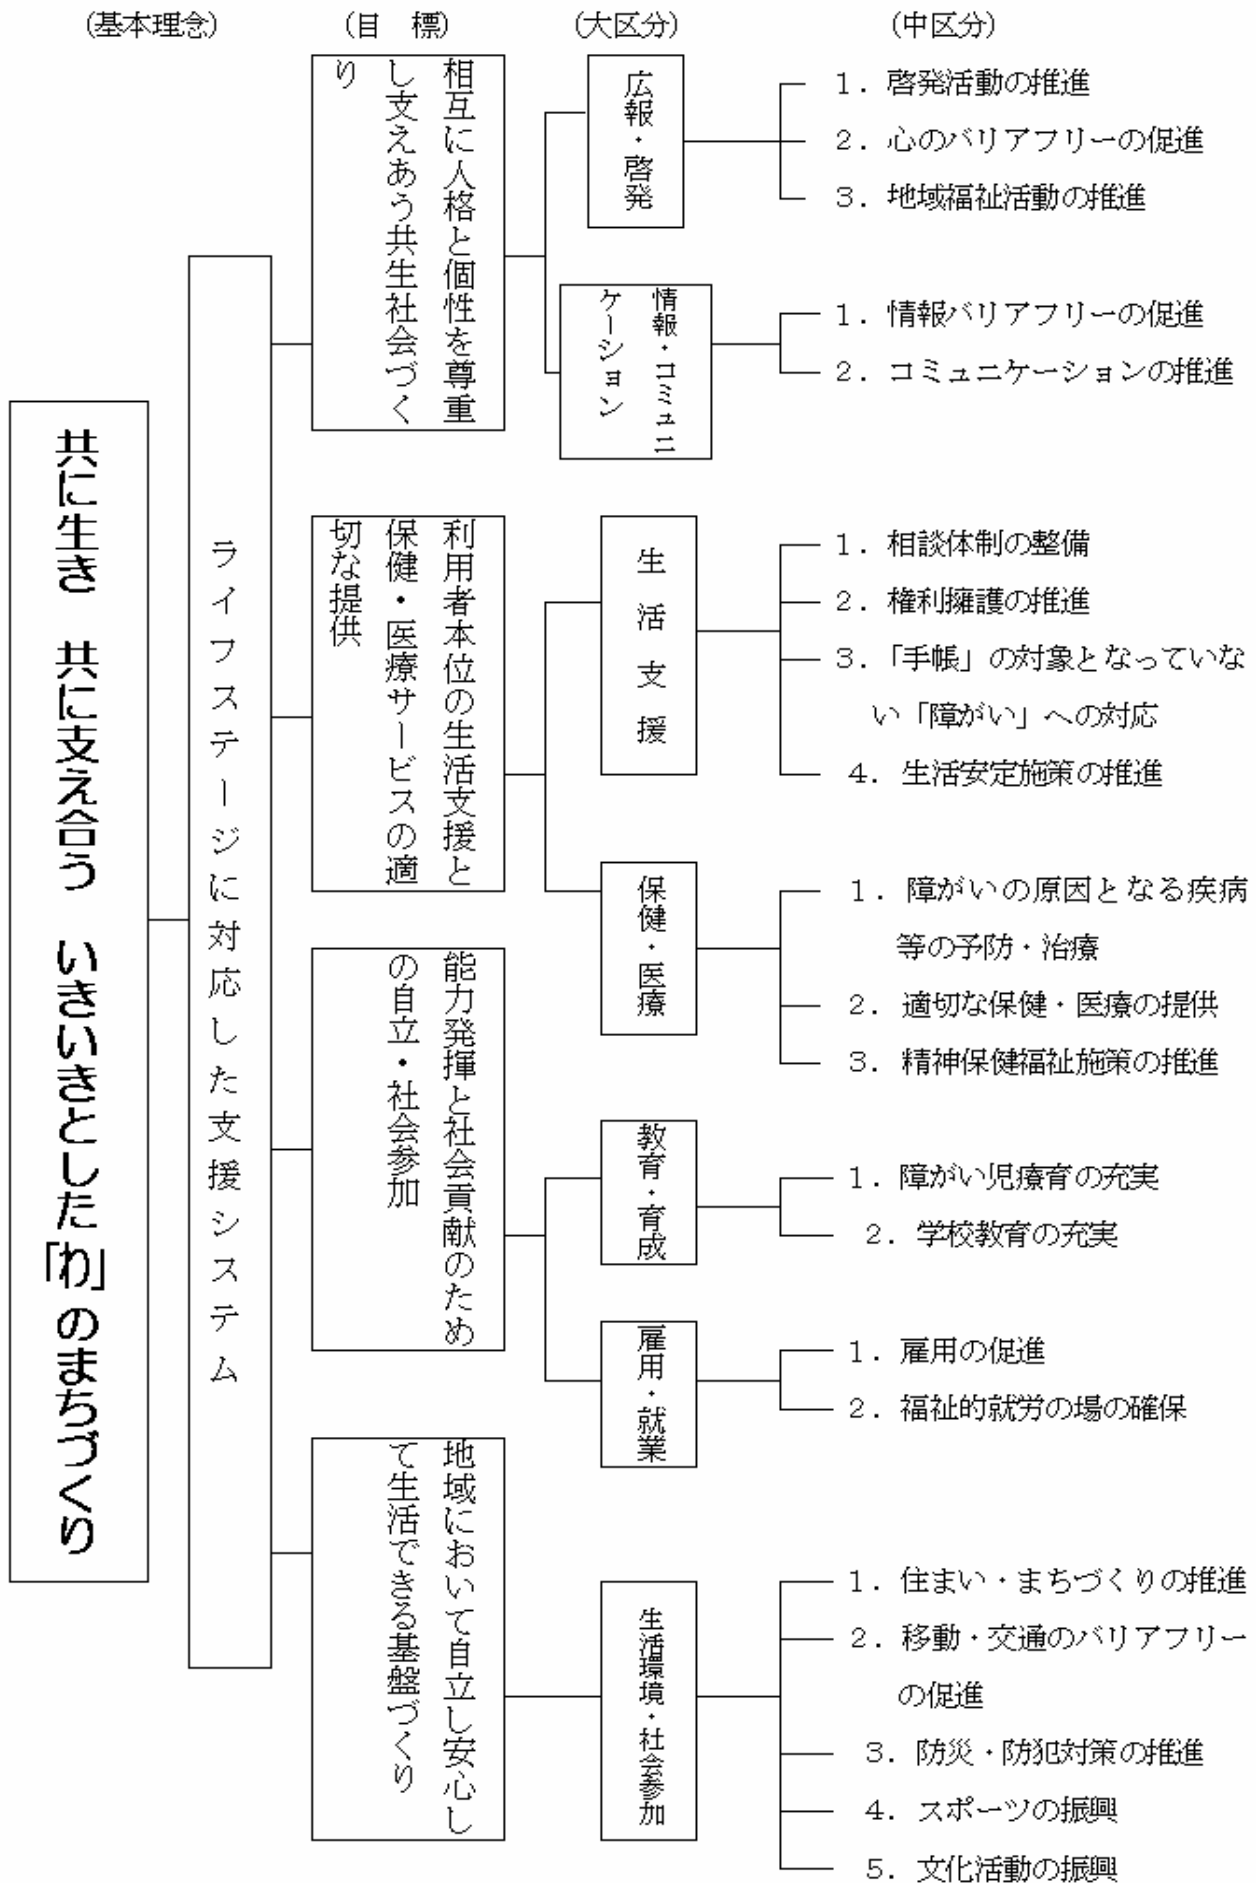 (基本理念)
(目　標)
(大区分)
(中区分)
共に生き　共に支え合う　いきいきとした「わ」のまちづくり
ライフステージに対応した支援システム
相互に人格と個性を尊重
し支えあう共生社会づく
り
広報・啓発
1．啓発活動の推進
2．心のバリアフリーの促進
3．地域福祉活動の推進
情報・コミュニ
ケーション
1．情報バリアフリーの促進
2．コミュニケーションの推進
利用者本位の生活支援と
保健・医療サービスの適
切な提供
生活支援
1．相談体制の整備
2．権利擁護の推進
3．「手帳」の対象となっていな
い「障がい」への対応
4．生活安定施策の推進
保健・医療
1．障がいの原因となる疾病
等の予防・治療
2．適切な保健・医療の提供
3．精神保健福祉施策の推進
能力発揮と社会貢献のため
の自立・社会参加
教育・育成
1．障がい児療育の充実
2．学校教育の充実
雇用・就業
1．雇用の促進
2．福祉的就労の場の確保
地域において自立し安心し
て生活できる基盤づくり
生活環境・社会参加
1．住まい・まちづくりの推進
2．移動・交通のバリアフリー
の促進
3．防災・防犯対策の推進
4．スポーツの振興
5．文化活動の振興